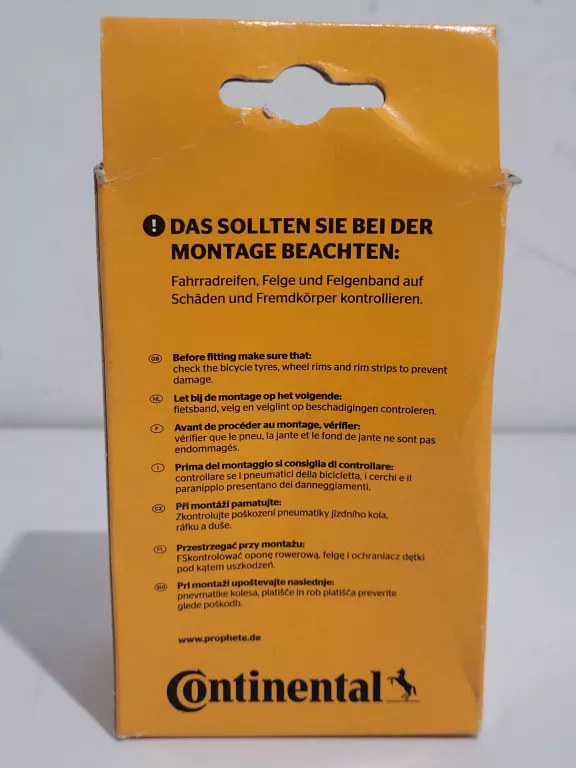 ! DAS SOLLTEN SIE BEI DER
MONTAGE BEACHTEN:
Fahrradreifen, Felge und Felgenband auf
Schäden und Fremdkörper kontrollieren.
GB Before fitting make sure that:
check the bicycle tyres, wheel rims and rim strips to prevent
damage.
NL Let bij de montage op het volgende:
fietsband, velg en velglint op beschadigingen controleren.
F Avant de procéder au montage, vérifier:
vérifier que le pneu, la jante et le fond de jante ne sont pas
endommagés.
I Prima del montaggio si consiglia di controllare:
controllare se i pneumatici della bicicletta, i cerchi e il
paranipplo presentano dei danneggiamenti.
CZ Při montáži pamatujte:
Zkontrolujte poškození pneumatiky jízdního kola,
ráfku a duše.
PL Przestrzegać przy montażu:
FSkontrolować oponę rowerową, felgę i ochraniacz dętki
pod kątem uszkodzeń.
Pri montaži upoštevajte naslednje:
pnevmatike kolesa, platišče in rob platišča preverite
glede poškodb.
www.prophete.de
Continental